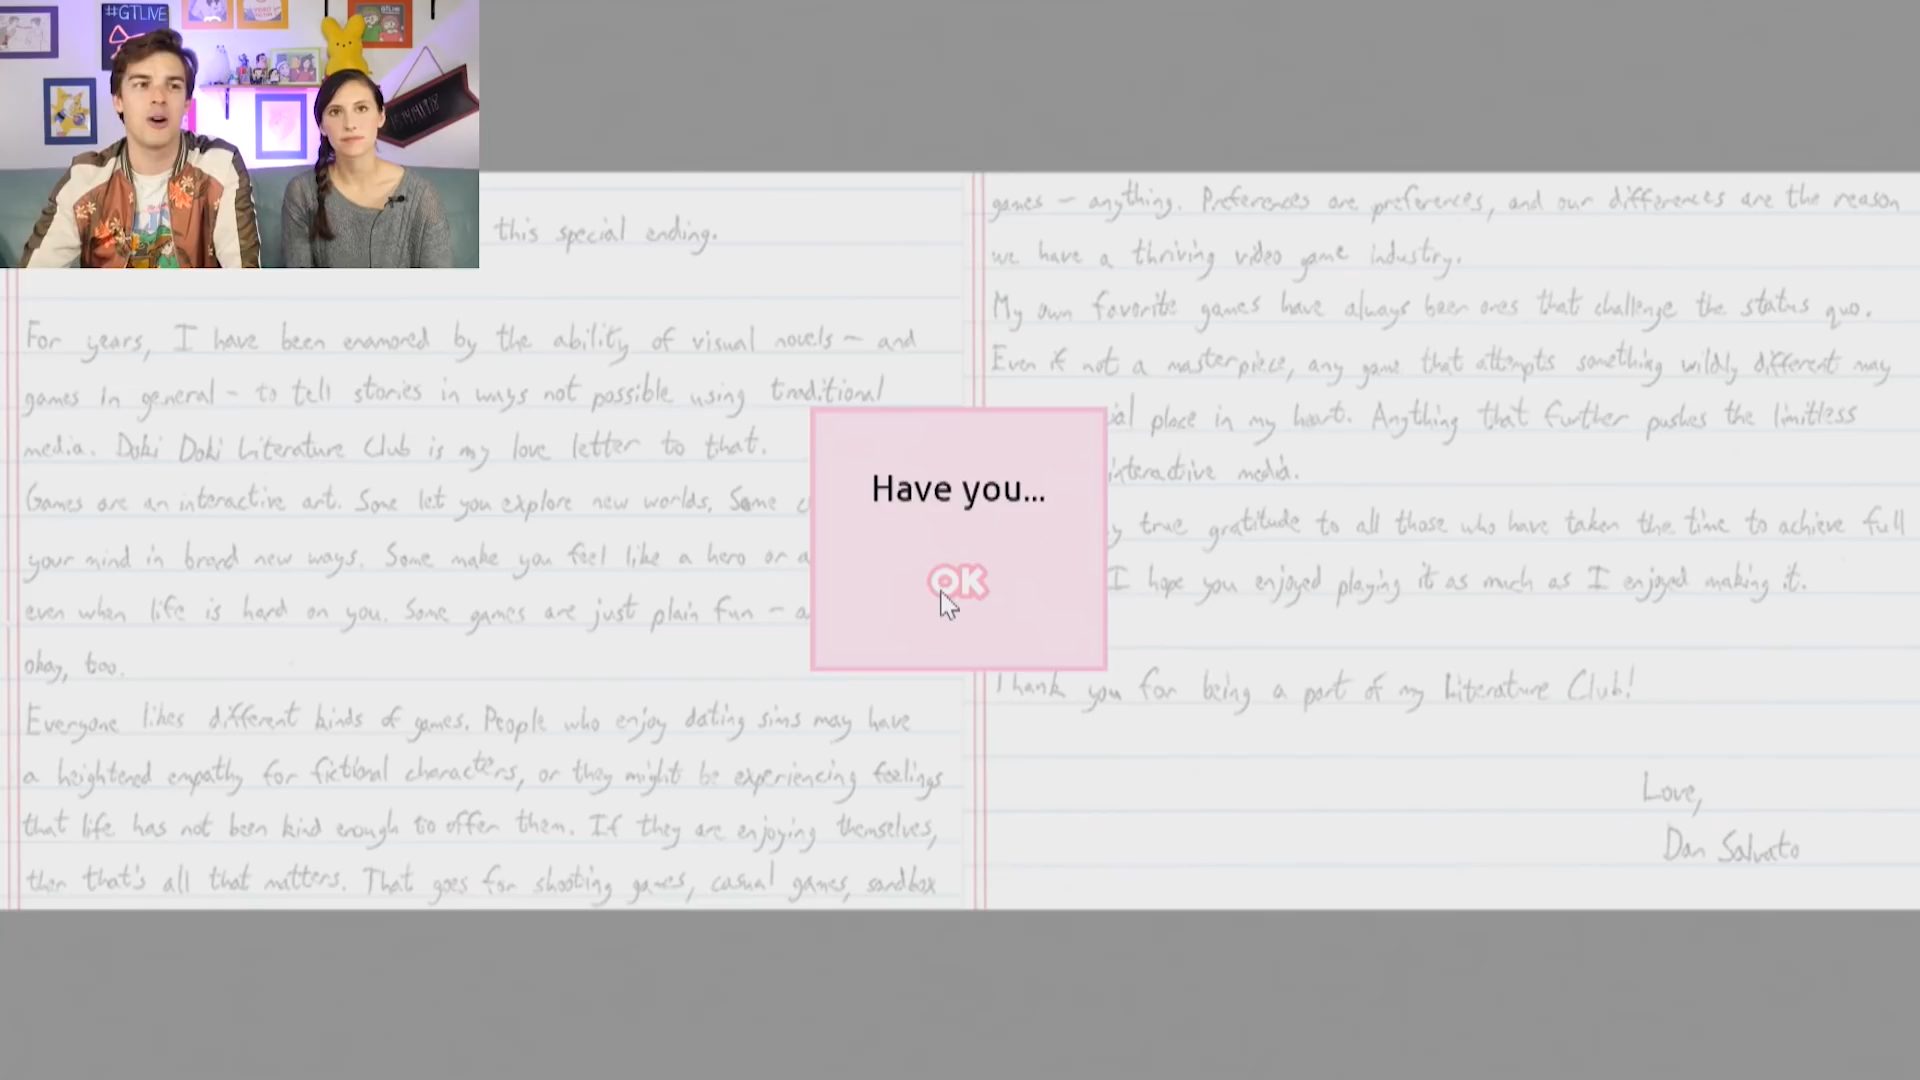 #GTLIVE
GTLIVE
this special ending.
For years, I have been enamored by the ability of visual novels - and
games in general - to tell stories in ways not possible using traditional
media. Doki Doki Literature Club is my love letter to that.
Games are an interactive art. Some let you explore new worlds. Some
your mind in brand new ways. Some make you feel like a hero or a
even when life is hard on you. Some games are just plain fun - a
okay, too.
Everyone likes different kinds of games. People who enjoy dating sims may have
a heightened empathy for fictional characters, or they might be experiencing feelings
that life has not been kind enough to offer them. If they are enjoying themselves,
then that's all that matters. That goes for shooting games, casual games, sandbox
games - anything. Preferences are preferences, and our differences are the reason
we have a thriving video game industry.
My own favorite games have always been ones that challenge the status quo.
Even if not a masterpiece, any game that attempts something wildly different may
ial place in my heart. Anything that further pushes the limitless
interactive media.
y true gratitude to all those who have taken the time to achieve full
I hope you enjoyed playing it as much as I enjoyed making it.
Thank you for being a part of my Literature Club!
Love,
Dan Salvato
Have you...
OK